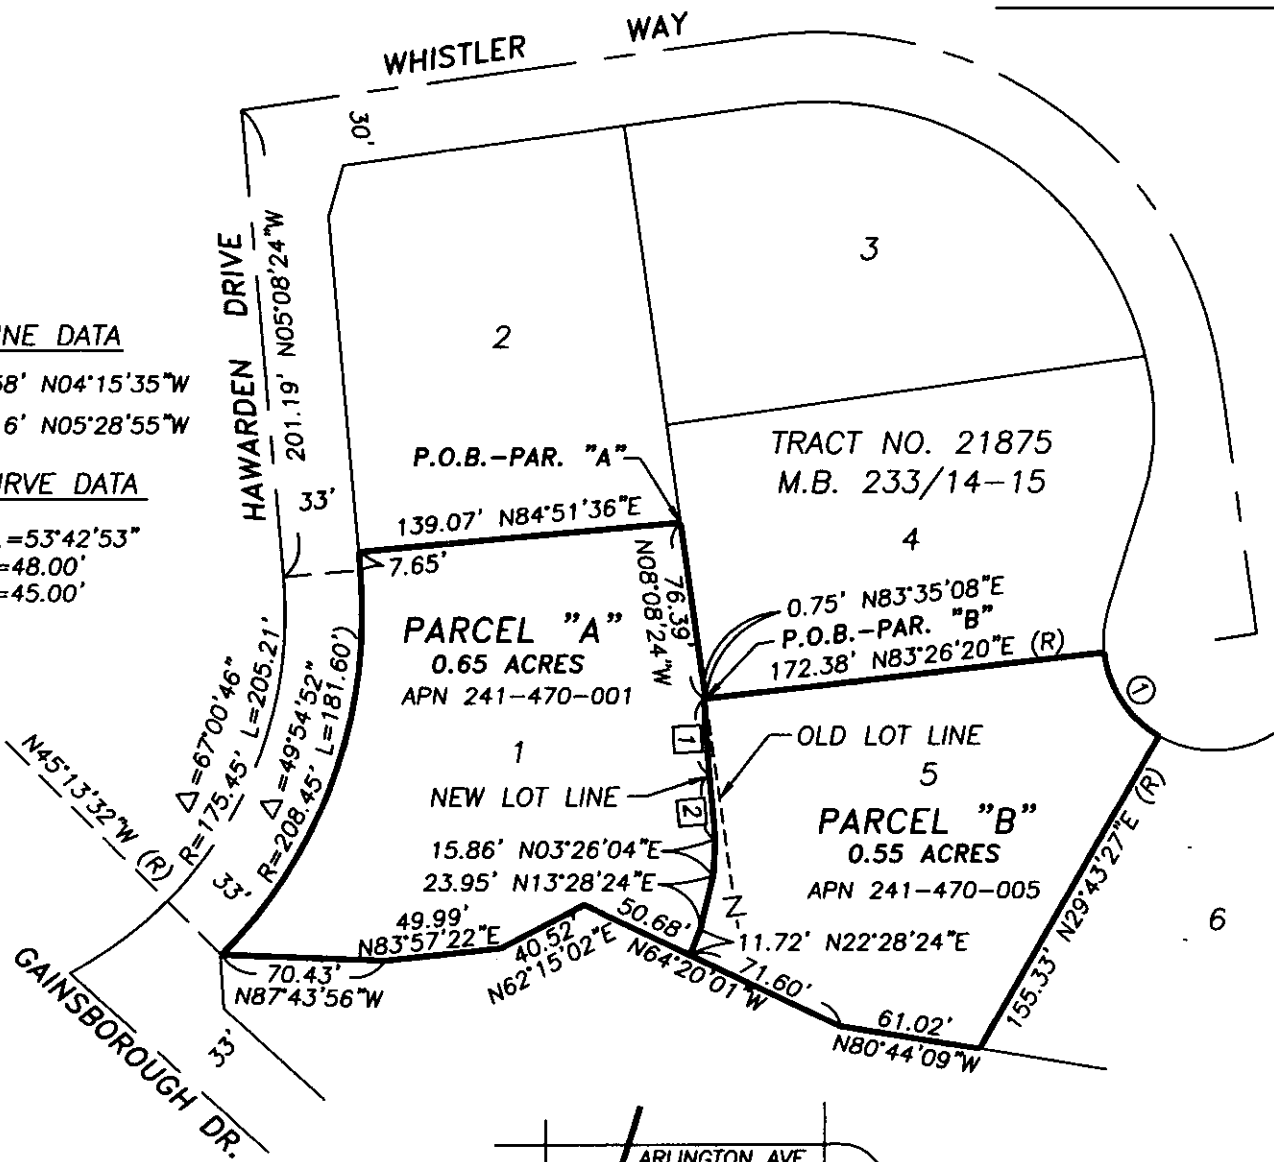 WHISTLER WAY
30'
HAWARDEN DRIVE
201.19' N05°08'24"W
33'
2
3
NE DATA
58' N04°15'35"W
6' N05°28'55"W
RVE DATA
=53°42'53"
=48.00'
=45.00'
P.O.B.-PAR. "A"
139.07' N84°51'36"E
7.65'
TRACT NO. 21875
M.B. 233/14-15
4
76.39'
N08°08'24"W
0.75' N83°35'08"E
P.O.B.-PAR. "B"
172.38' N83°26'20"E (R)
1
PARCEL "A"
0.65 ACRES
APN 241-470-001
1
NEW LOT LINE
1
2
OLD LOT LINE
5
PARCEL "B"
0.55 ACRES
APN 241-470-005
Δ=67°00'46"
R=175.45' L=205.21'
Δ=49°54'52"
R=208.45' L=181.60')
N45°13'32"W (R)
33'
15.86' N03°26'04"E
23.95' N13°28'24"E
49.99'
N83°57'22"E
40.52'
N62°15'02"E
50.68'
N64°20'01"W
11.72' N22°28'24"E
71.60'
70.43'
N87°43'56"W
61.02'
N80°44'09"W
155.33' N29°43'27"E (R)
6
GAINSBOROUGH DR.
33'
ARLINGTON AVE